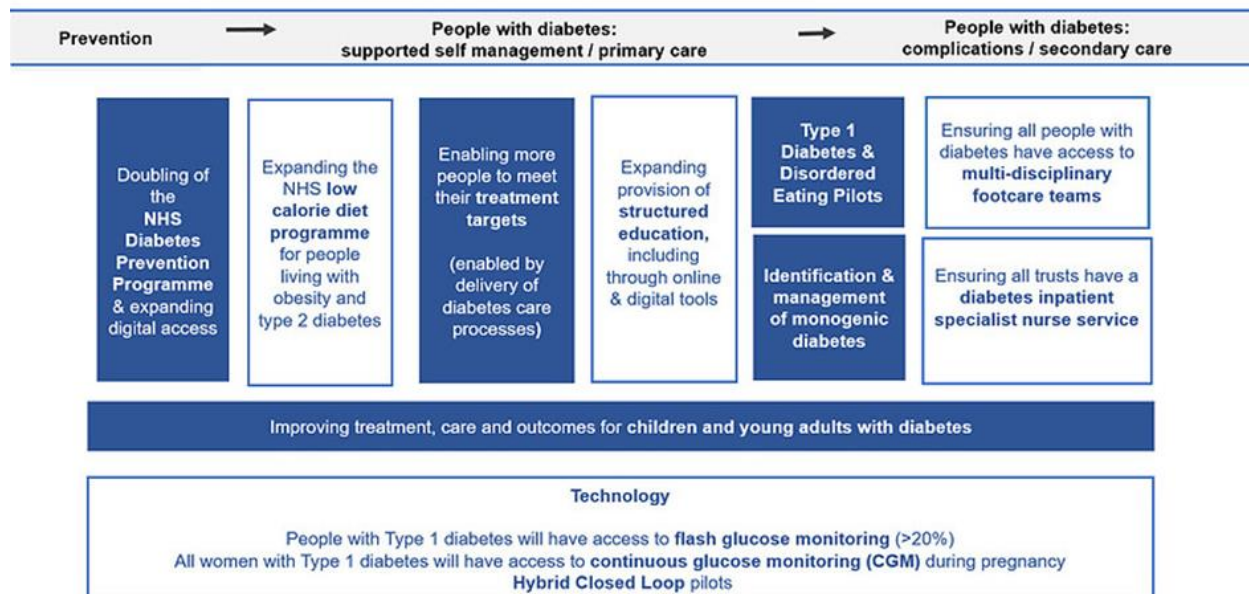 Prevention
People with diabetes:
supported self management / primary care
People with diabetes:
complications / secondary care
Doubling of
the
NHS
Diabetes
Prevention
Programme
& expanding
digital access
Expanding the
NHS low
calorie diet
programme
for people
living with
obesity and
type 2 diabetes
Enabling more
people to meet
their treatment
targets
(enabled by
delivery of
diabetes care
processes)
Expanding
provision of
structured
education,
including
through online
& digital tools
Type 1
Diabetes &
Disordered
Eating Pilots
Identification &
management
of monogenic
diabetes
Ensuring all people with
diabetes have access to
multi-disciplinary
footcare teams
Ensuring all trusts have a
diabetes inpatient
specialist nurse service
Improving treatment, care and outcomes for children and young adults with diabetes
Technology
People with Type 1 diabetes will have access to flash glucose monitoring (>20%)
All women with Type 1 diabetes will have access to continuous glucose monitoring (CGM) during pregnancy
Hybrid Closed Loop pilots